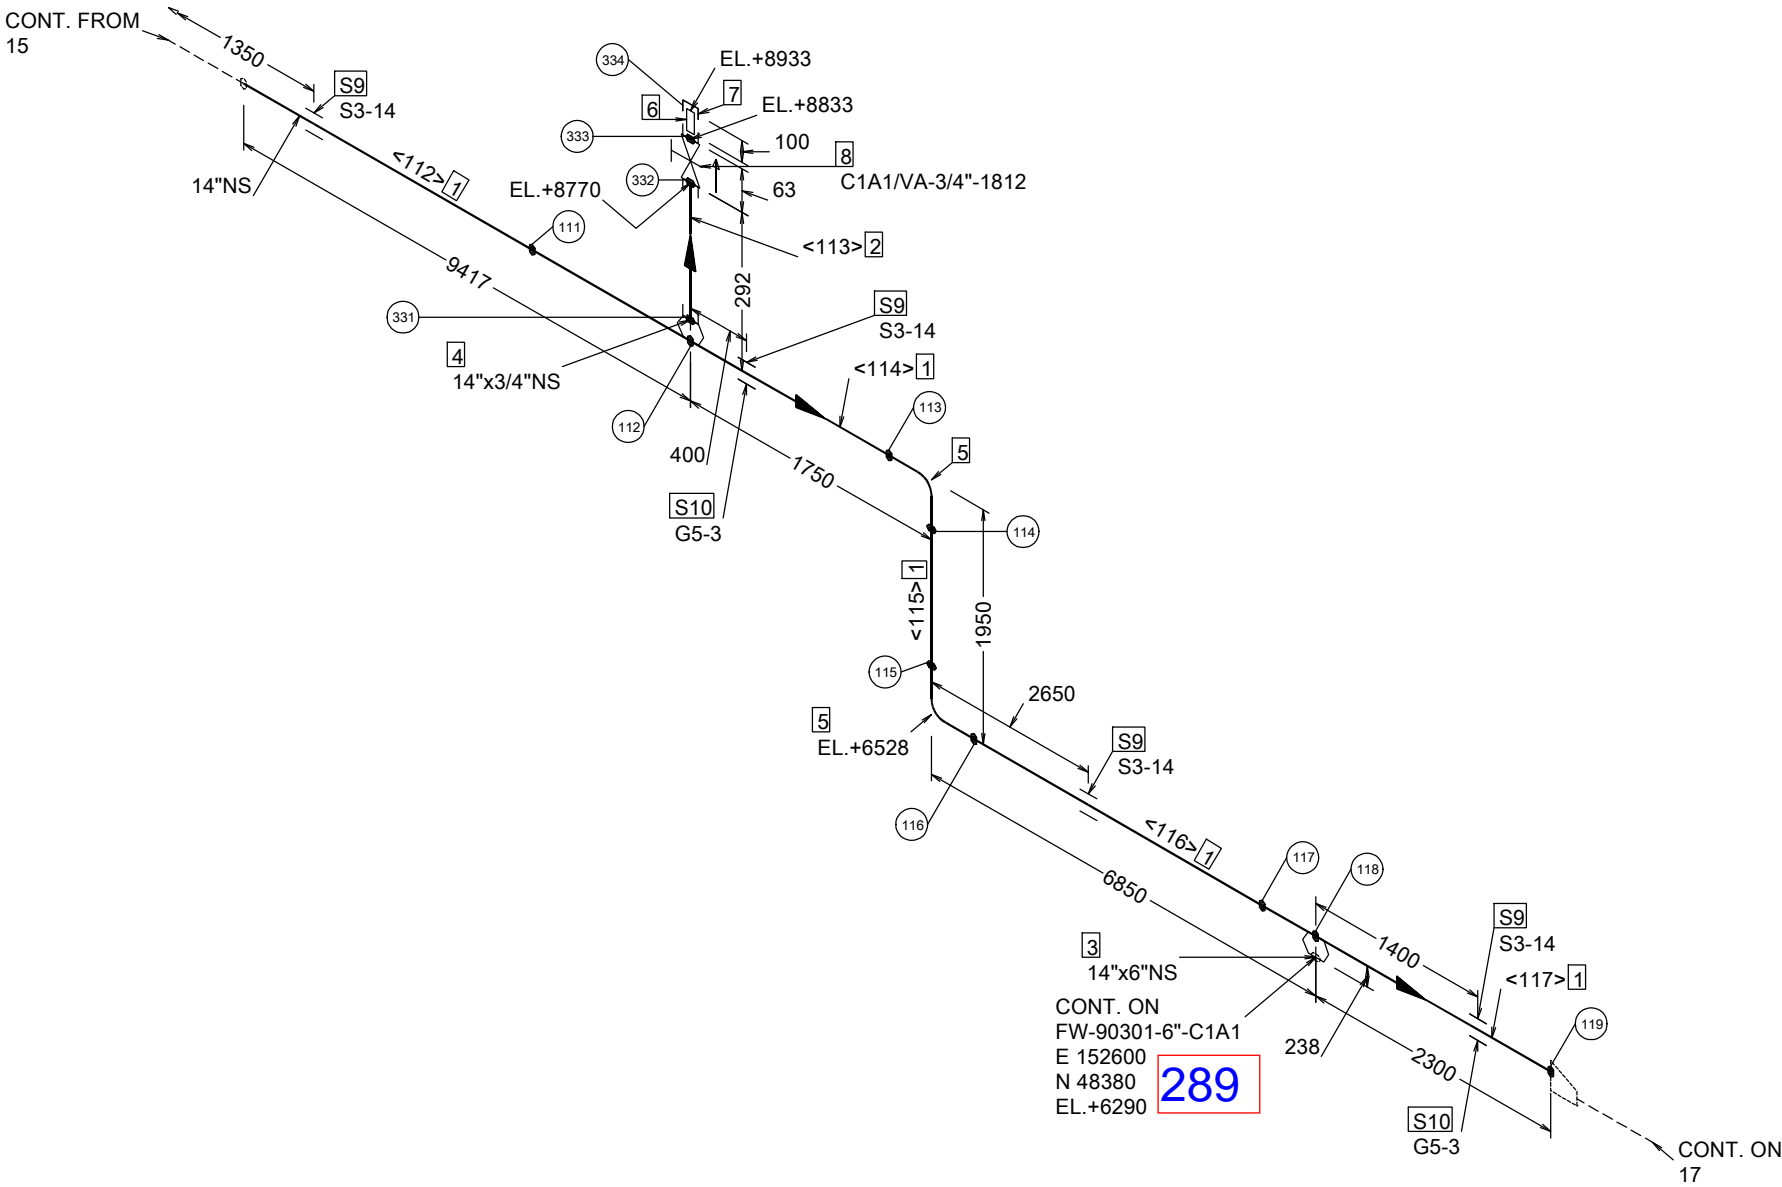 CONT. FROM
15
1350
S9
S3-14
14"NS
<112> 1
111
9417
334
EL.+8933
6
7
EL.+8833
333
100
8
C1A1/VA-3/4"-1812
332
EL.+8770
63
<113> 2
292
331
S9
S3-14
4
14"x3/4"NS
<114> 1
112
400
113
1750
5
S10
G5-3
114
<115> 1
1950
115
2650
5
EL.+6528
S9
S3-14
116
<116> 1
117
118
6850
1400
S9
S3-14
3
14"x6"NS
<117> 1
CONT. ON
FW-90301-6"-C1A1
E 152600
N 48380
EL.+6290
289
238
119
2300
S10
G5-3
CONT. ON
17